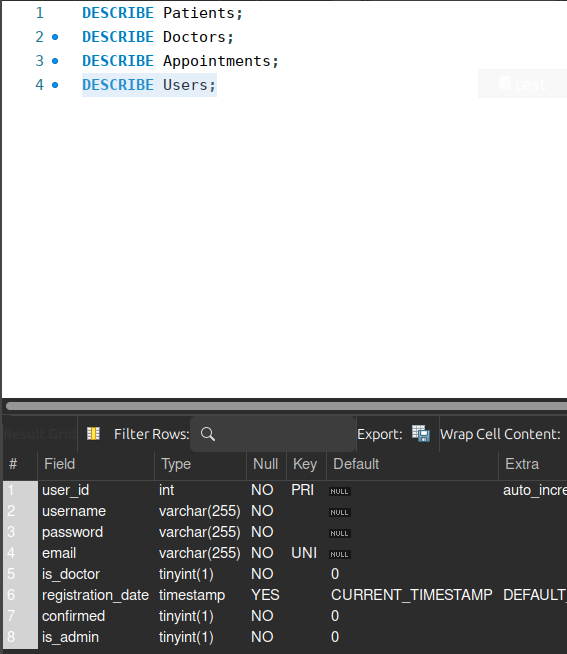 1 DESCRIBE Patients;
2 DESCRIBE Doctors;
3 DESCRIBE Appointments;
4 DESCRIBE Users;
test
Result Grid Filter Rows: Export: Wrap Cell Content:
# Field Type Null Key Default Extra
1 user_id int NO PRI NULL auto_incre
2 username varchar(255) NO NULL
3 password varchar(255) NO NULL
4 email varchar(255) NO UNI NULL
5 is_doctor tinyint(1) NO 0
6 registration_date timestamp YES CURRENT_TIMESTAMP DEFAULT_
7 confirmed tinyint(1) NO 0
8 is_admin tinyint(1) NO 0